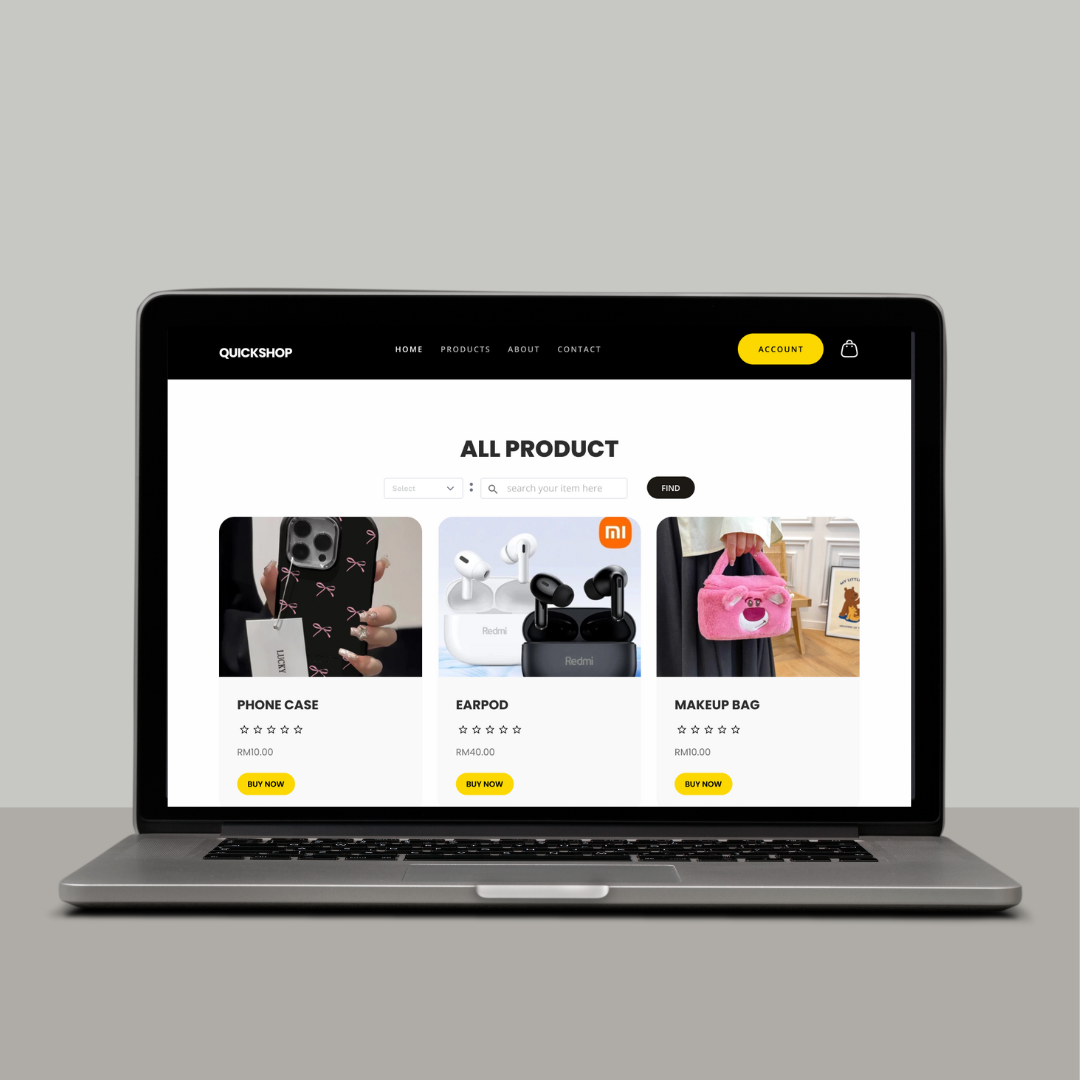 QUICKSHOP
HOME PRODUCTS ABOUT CONTACT
ACCOUNT
ALL PRODUCT
Select : search your item here FIND
LUCKY
mi
Redmi
Redmi
PHONE CASE
EARPOD
MAKEUP BAG
RM10.00
RM40.00
RM10.00
BUY NOW
BUY NOW
BUY NOW